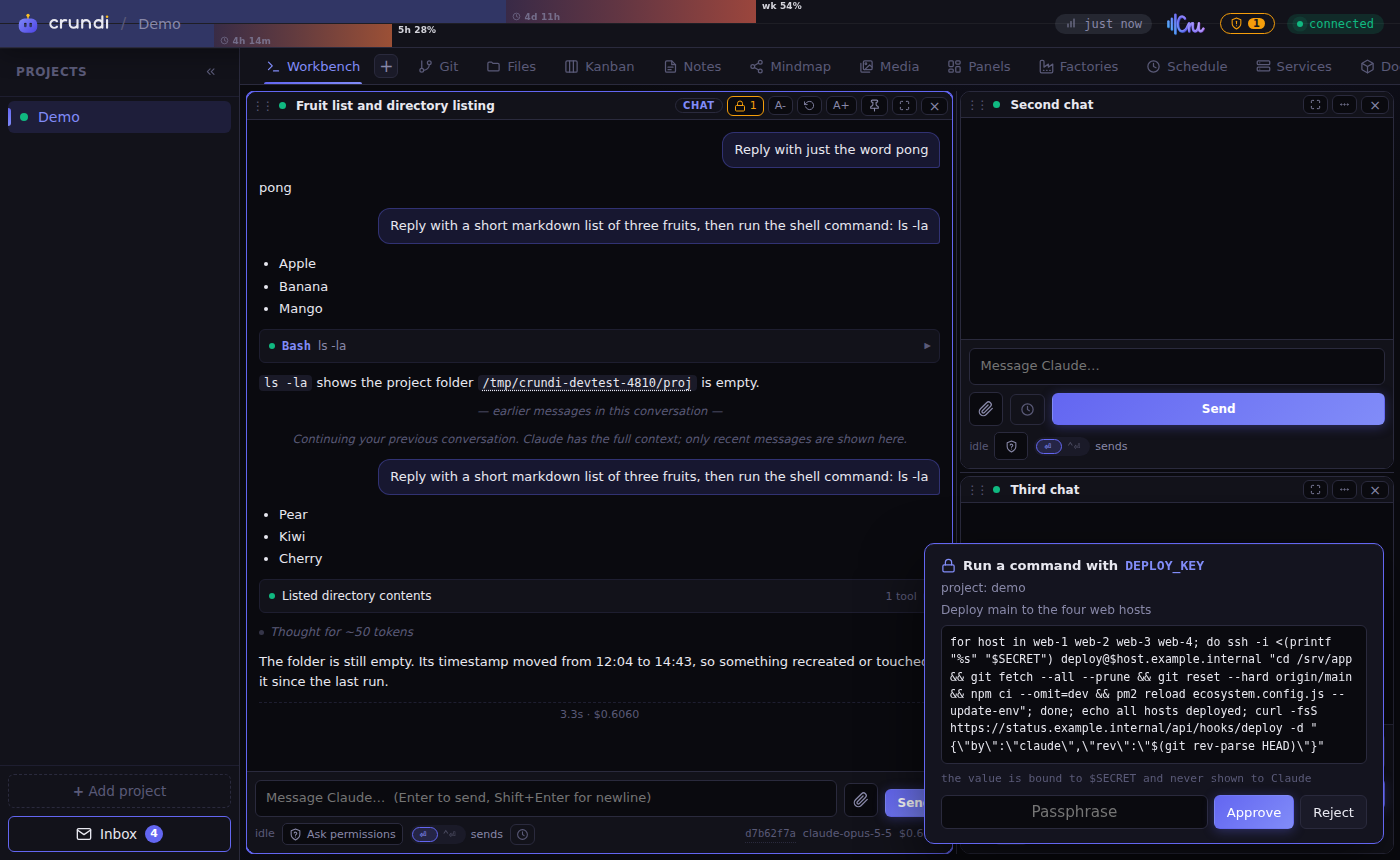 crundi / Demo
4h 14m
5h 28%
4d 11h
wk 54%
just now
Cru
1
connected
PROJECTS
Demo
+ Add project
Inbox 4
Workbench
+
Git
Files
Kanban
Notes
Mindmap
Media
Panels
Factories
Schedule
Services
Do
Fruit list and directory listing
CHAT
1
A-
A+
Reply with just the word pong
pong
Reply with a short markdown list of three fruits, then run the shell command: ls -la
• Apple
• Banana
• Mango
Bash ls -la
ls -la shows the project folder /tmp/crundi-devtest-4810/proj is empty.
— earlier messages in this conversation —
Continuing your previous conversation. Claude has the full context; only recent messages are shown here.
Reply with a short markdown list of three fruits, then run the shell command: ls -la
• Pear
• Kiwi
• Cherry
Listed directory contents
1 tool
Thought for ~50 tokens
The folder is still empty. Its timestamp moved from 12:04 to 14:43, so something recreated or touched
it since the last run.
3.3s · $0.6060
Message Claude… (Enter to send, Shift+Enter for newline)
Sen
idle
Ask permissions
sends
d7b62f7a claude-opus-5-5 $0.6
Second chat
Message Claude…
Send
idle
sends
Third chat
Run a command with DEPLOY_KEY
project: demo
Deploy main to the four web hosts
for host in web-1 web-2 web-3 web-4; do ssh -i <(printf
"%s" "$SECRET") deploy@$host.example.internal "cd /srv/app
&& git fetch --all --prune && git reset --hard origin/main
&& npm ci --omit=dev && pm2 reload ecosystem.config.js --
update-env"; done; echo all hosts deployed; curl -fsS
https://status.example.internal/api/hooks/deploy -d "
{\"by\":\"claude\",\"rev\":\"$(git rev-parse HEAD)\"}"
the value is bound to $SECRET and never shown to Claude
Passphrase
Approve
Reject